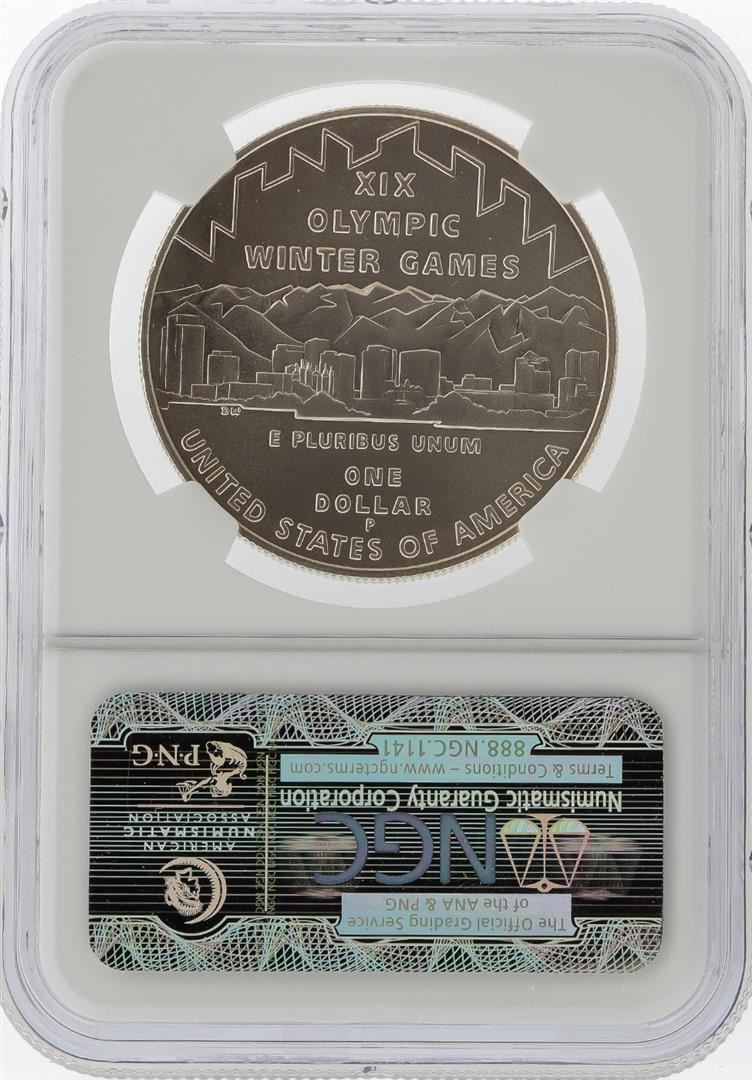 XIX
OLYMPIC
WINTER GAMES
DW
E PLURIBUS UNUM
ONE
DOLLAR
P
UNITED STATES OF AMERICA
The Official Grading Service
of the ANA & PNG
NGC
Numismatic Guaranty Corporation
Terms & Conditions – www.ngcterms.com
888.NGC.1141
AMERICAN
NUMISMATIC
ASSOCIATION
PNG